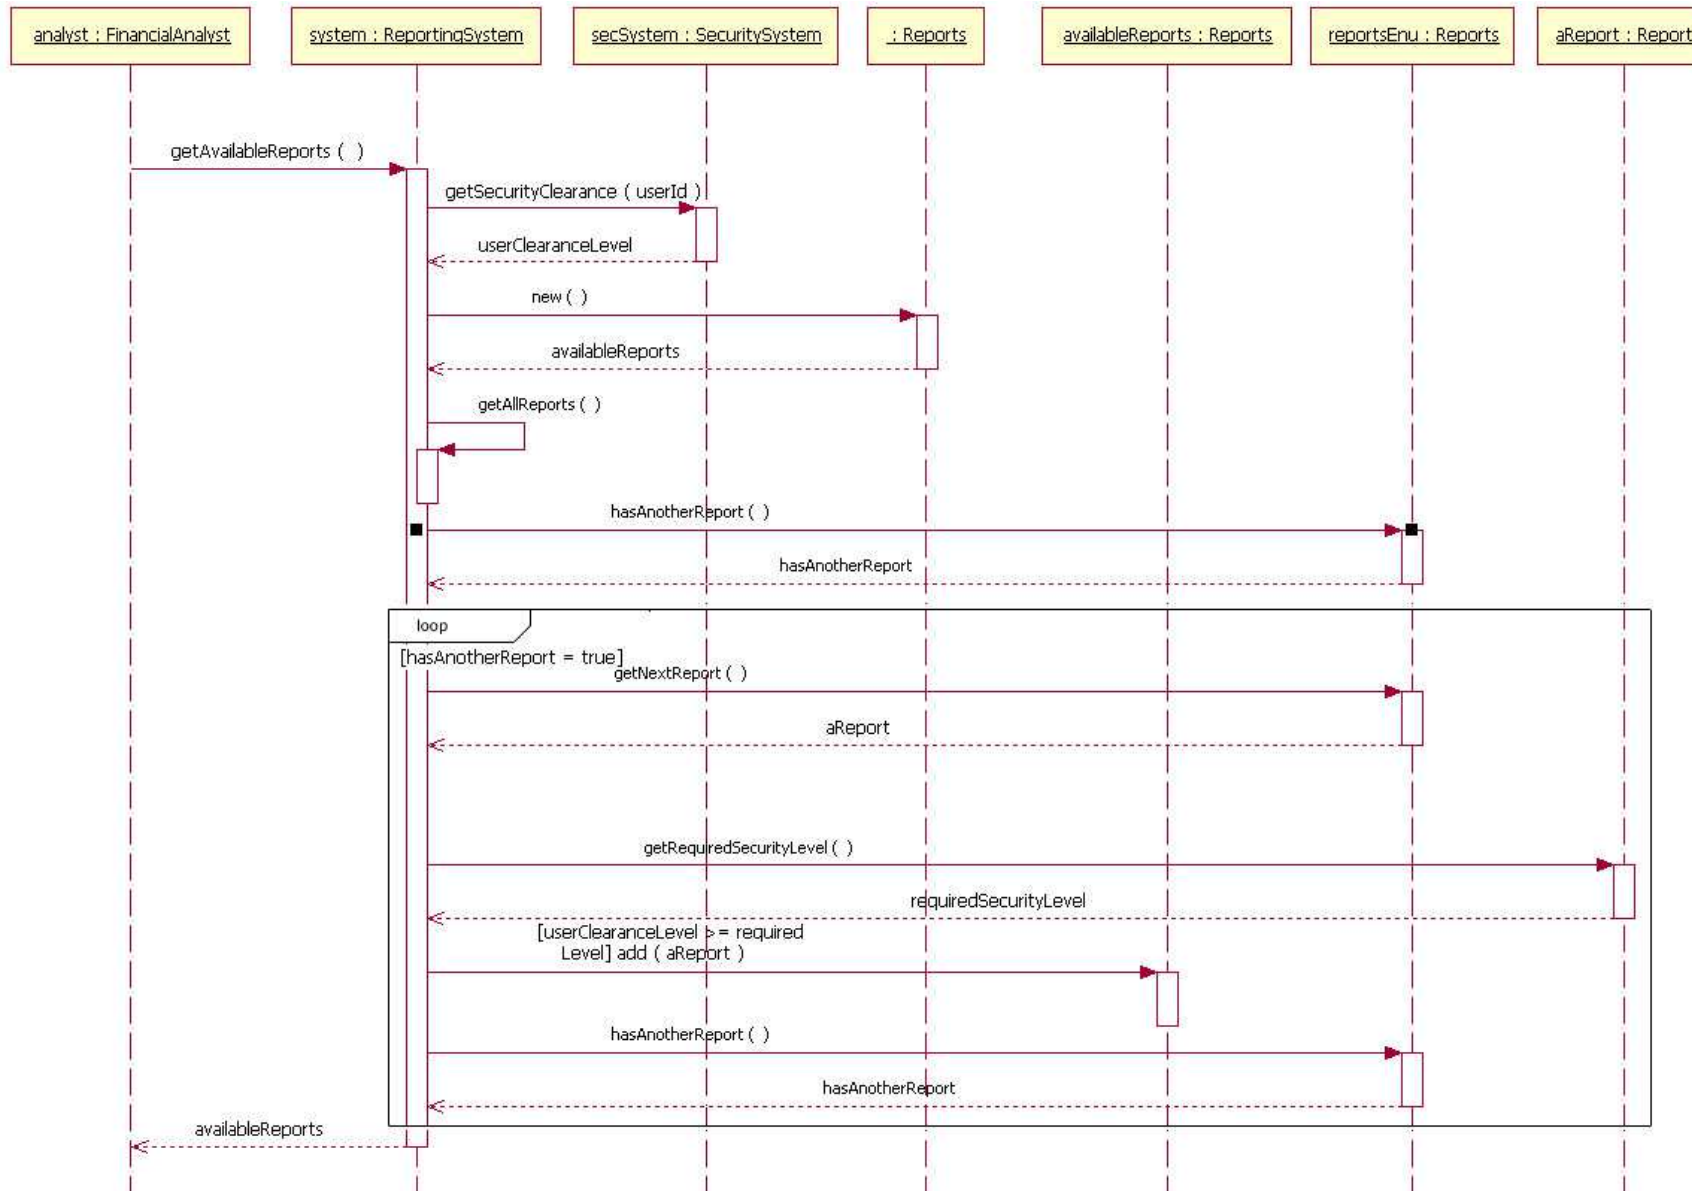 analyst : FinancialAnalyst
system : ReportingSystem
secSystem : SecuritySystem
: Reports
availableReports : Reports
reportsEnu : Reports
aReport : Report
getAvailableReports ( )
getSecurityClearance ( userId )
userClearanceLevel
new ( )
availableReports
getAllReports ( )
hasAnotherReport ( )
hasAnotherReport
loop
[hasAnotherReport = true]
getNextReport ( )
aReport
getRequiredSecurityLevel ( )
requiredSecurityLevel
[userClearanceLevel >= required
Level] add ( aReport )
hasAnotherReport ( )
hasAnotherReport
availableReports